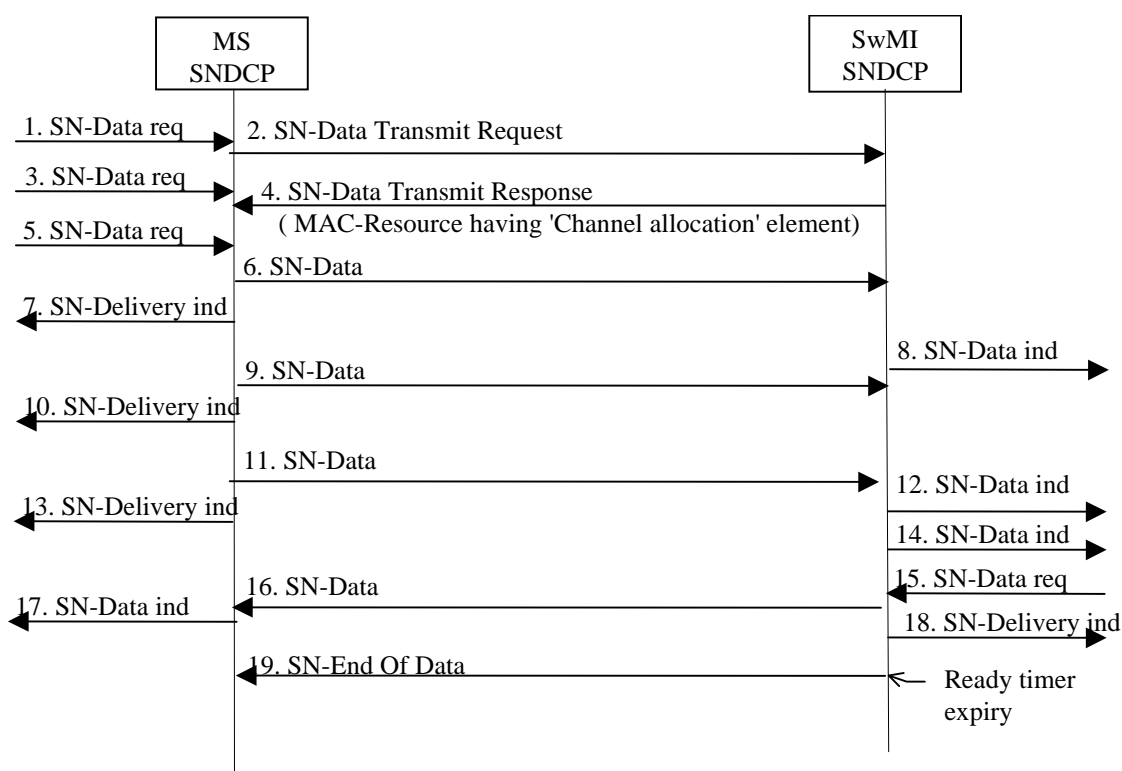 MS
SNDCP
SwMI
SNDCP
1. SN-Data req
2. SN-Data Transmit Request
3. SN-Data req
4. SN-Data Transmit Response
( MAC-Resource having 'Channel allocation' element)
5. SN-Data req
6. SN-Data
7. SN-Delivery ind
8. SN-Data ind
9. SN-Data
10. SN-Delivery ind
11. SN-Data
12. SN-Data ind
13. SN-Delivery ind
14. SN-Data ind
15. SN-Data req
16. SN-Data
17. SN-Data ind
18. SN-Delivery ind
19. SN-End Of Data
Ready timer
expiry